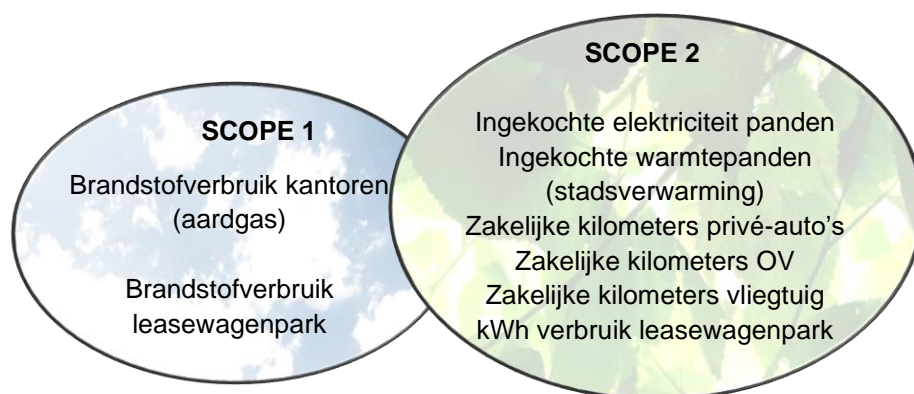 SCOPE 1
Brandstofverbruik kantoren
(aardgas)
Brandstofverbruik
leasewagenpark
SCOPE 2
Ingekochte elektriciteit panden
Ingekochte warmtepanden
(stadsverwarming)
Zakelijke kilometers privé-auto's
Zakelijke kilometers OV
Zakelijke kilometers vliegtuig
kWh verbruik leasewagenpark